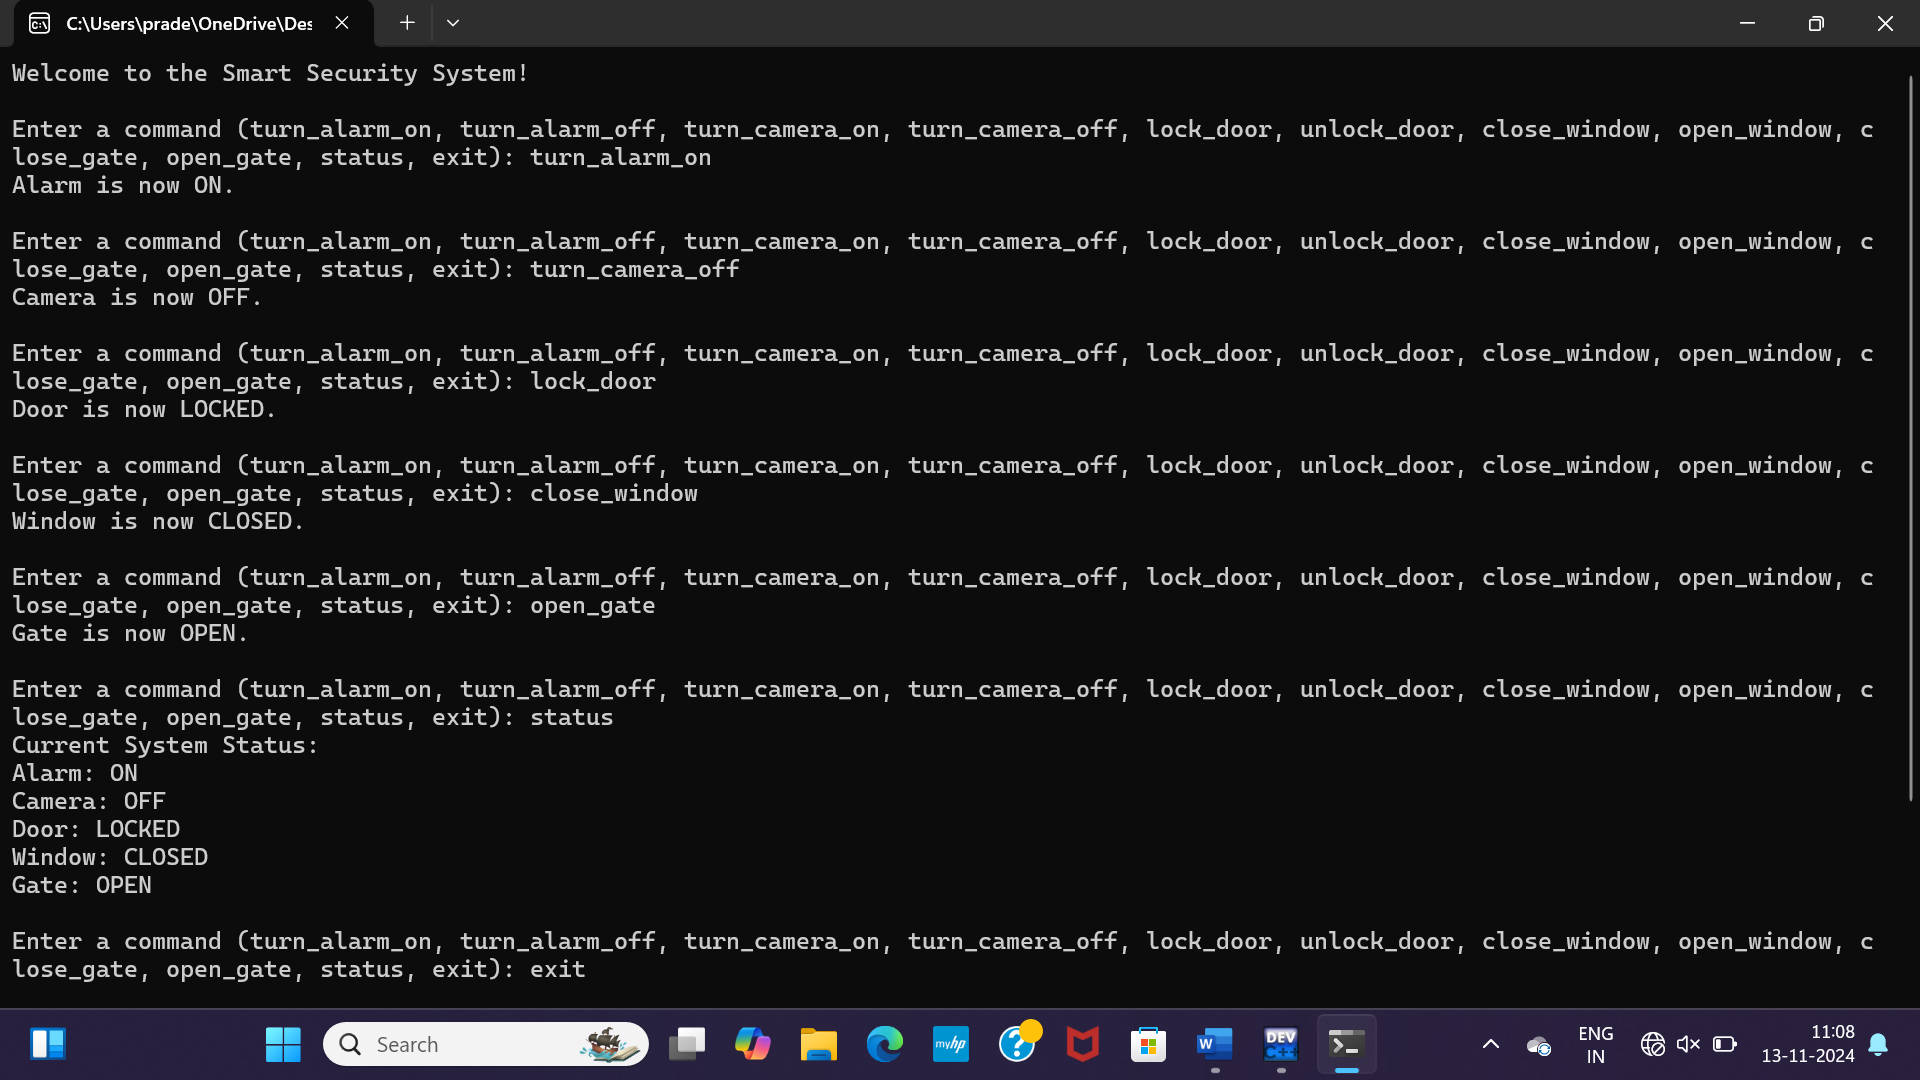 C:\Users\prade\OneDrive\Des
Welcome to the Smart Security System!
Enter a command (turn_alarm_on, turn_alarm_off, turn_camera_on, turn_camera_off, lock_door, unlock_door, close_window, open_window, c
lose_gate, open_gate, status, exit): turn_alarm_on
Alarm is now ON.
Enter a command (turn_alarm_on, turn_alarm_off, turn_camera_on, turn_camera_off, lock_door, unlock_door, close_window, open_window, c
lose_gate, open_gate, status, exit): turn_camera_off
Camera is now OFF.
Enter a command (turn_alarm_on, turn_alarm_off, turn_camera_on, turn_camera_off, lock_door, unlock_door, close_window, open_window, c
lose_gate, open_gate, status, exit): lock_door
Door is now LOCKED.
Enter a command (turn_alarm_on, turn_alarm_off, turn_camera_on, turn_camera_off, lock_door, unlock_door, close_window, open_window, c
lose_gate, open_gate, status, exit): close_window
Window is now CLOSED.
Enter a command (turn_alarm_on, turn_alarm_off, turn_camera_on, turn_camera_off, lock_door, unlock_door, close_window, open_window, c
lose_gate, open_gate, status, exit): open_gate
Gate is now OPEN.
Enter a command (turn_alarm_on, turn_alarm_off, turn_camera_on, turn_camera_off, lock_door, unlock_door, close_window, open_window, c
lose_gate, open_gate, status, exit): status
Current System Status:
Alarm: ON
Camera: OFF
Door: LOCKED
Window: CLOSED
Gate: OPEN
Enter a command (turn_alarm_on, turn_alarm_off, turn_camera_on, turn_camera_off, lock_door, unlock_door, close_window, open_window, c
lose_gate, open_gate, status, exit): exit
Search
myhp
W
DEV
C++
ENG
IN
11:08
13-11-2024